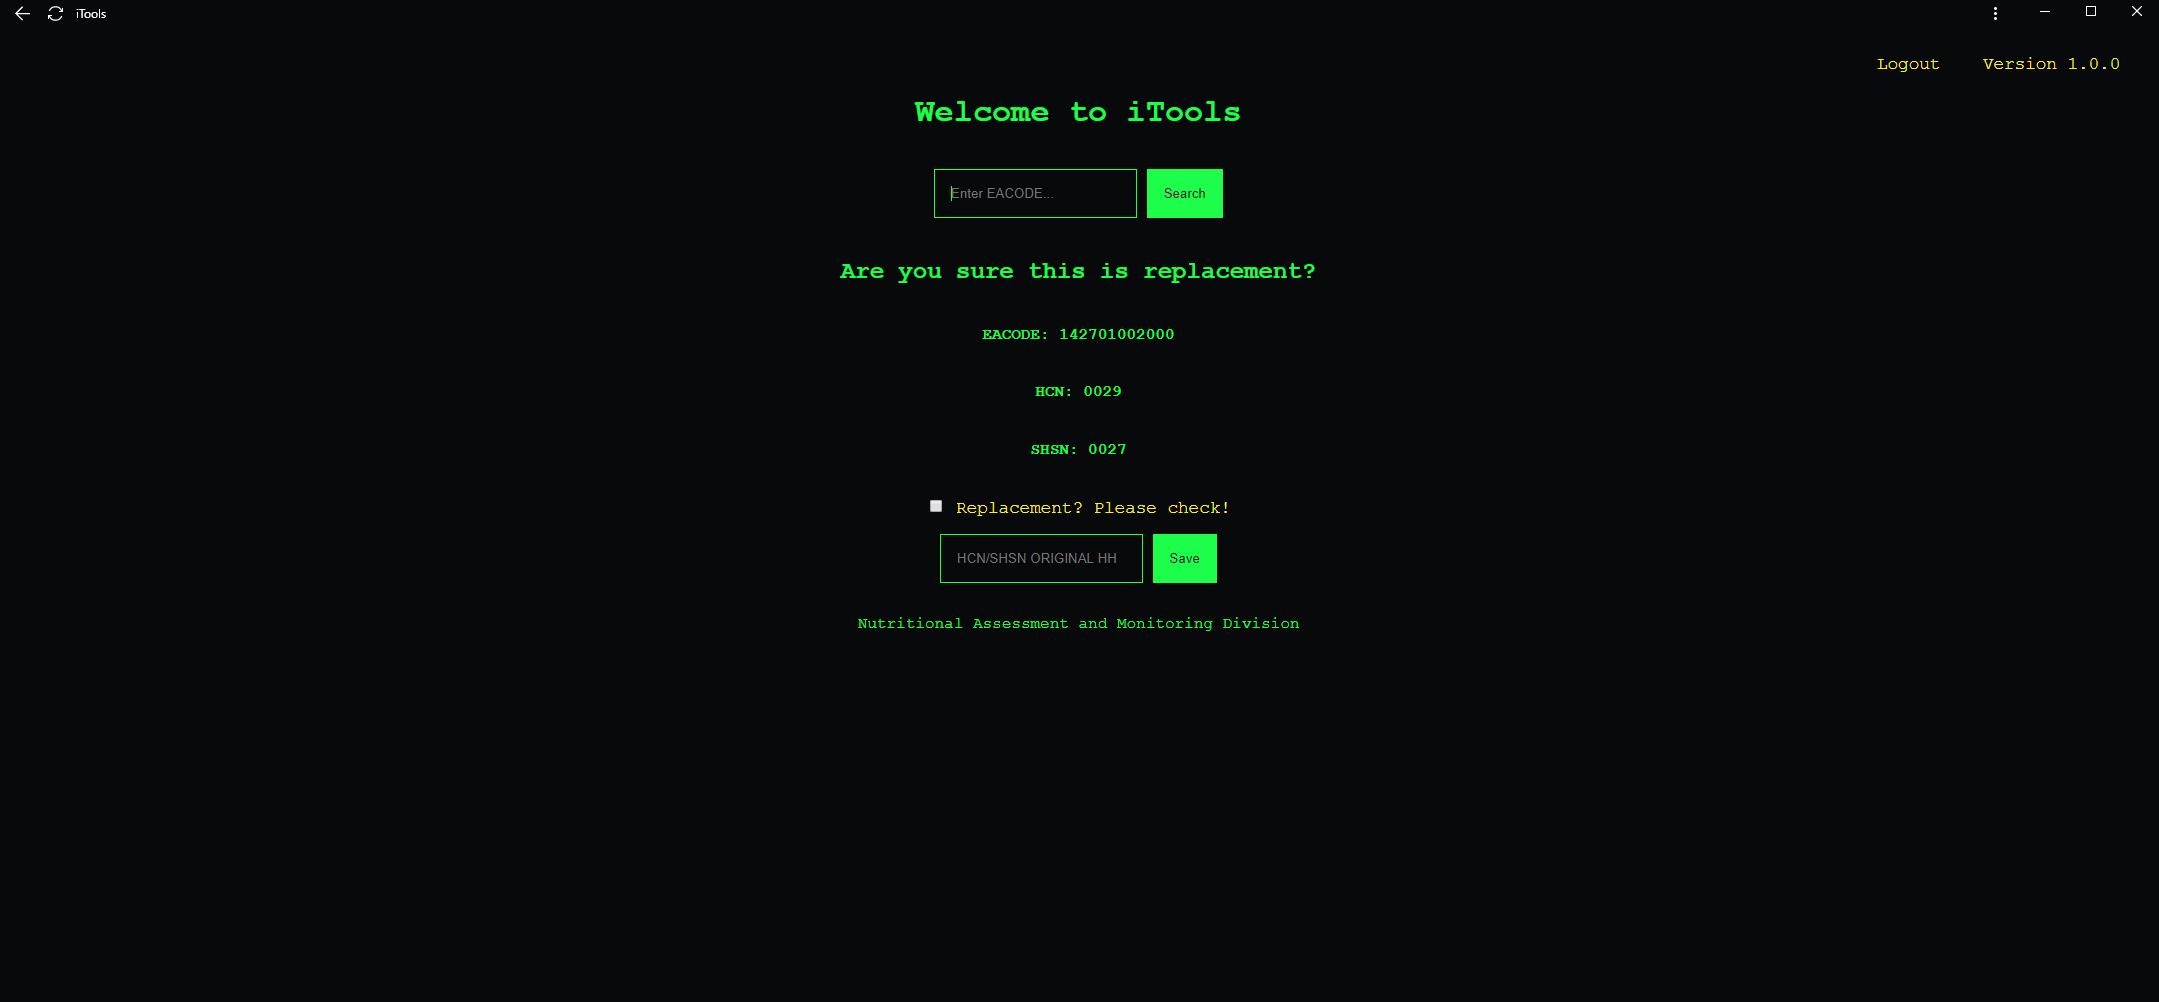 iTools
Logout Version 1.0.0
Welcome to iTools
Enter EACODE... Search
Are you sure this is replacement?
EACODE: 142701002000
HCN: 0029
SHSN: 0027
Replacement? Please check!
HCN/SHSN ORIGINAL HH Save
Nutritional Assessment and Monitoring Division